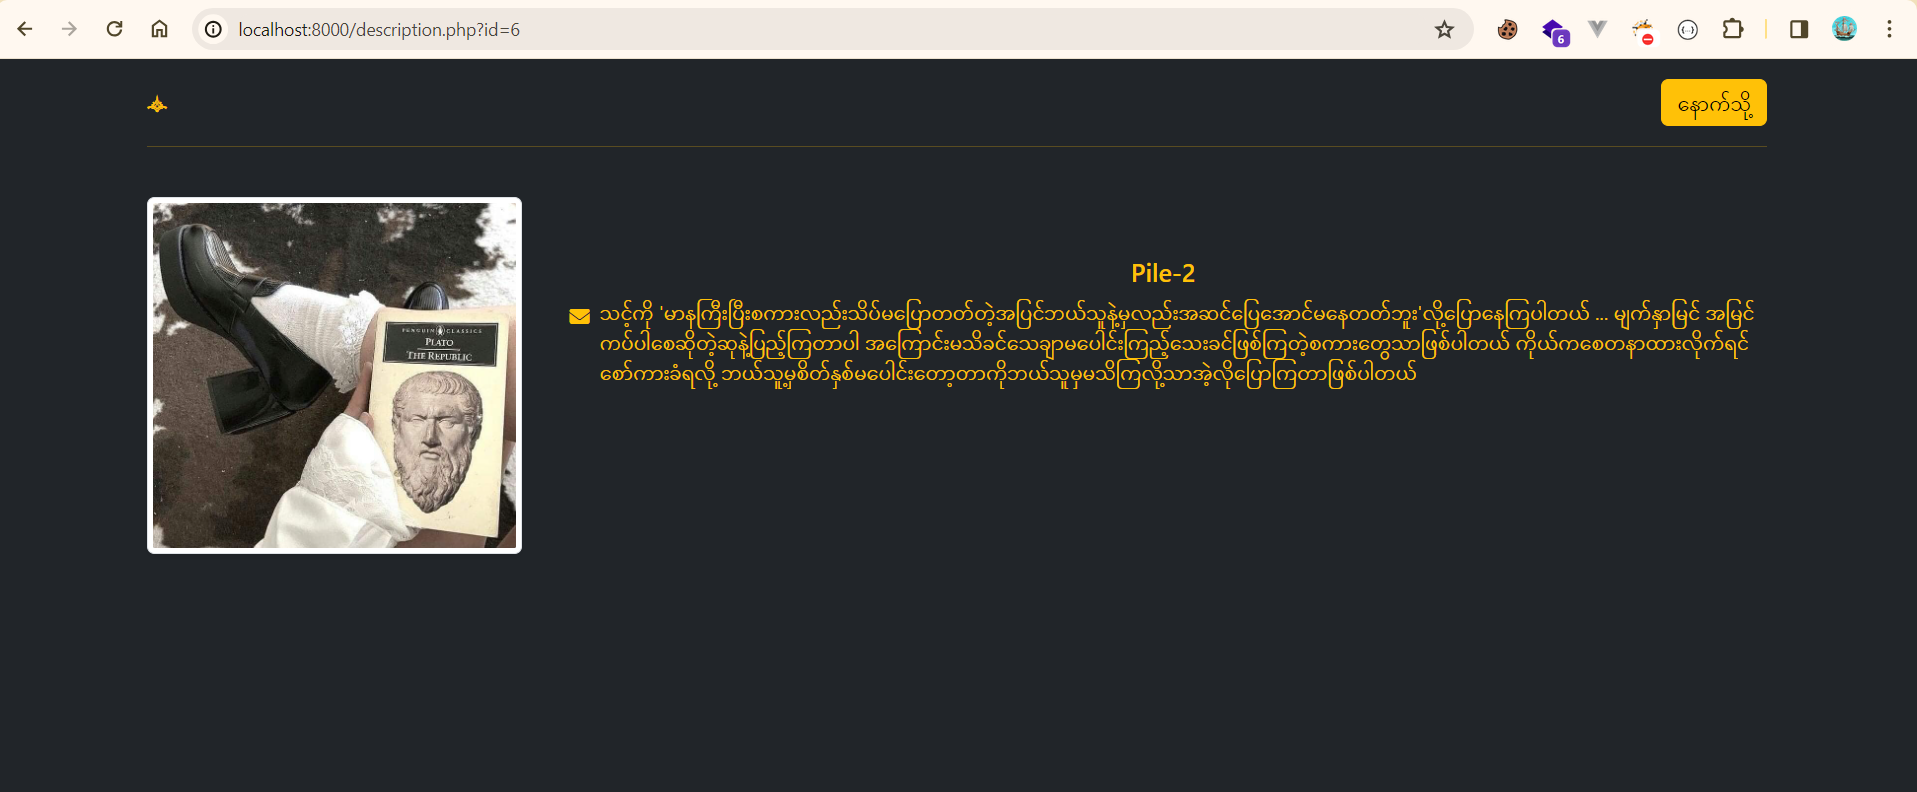 localhost:8000/description.php?id=6
6
နောက်သို့
PENGUIN CLASSICS
PLATO
THE REPUBLIC
Pile-2
သင့်ကို 'မာနကြီးပြီးစကားလည်းသိပ်မပြောတတ်တဲ့အပြင်ဘယ်သူနဲ့မှလည်းအဆင်ပြေအောင်မနေတတ်ဘူး'လို့ပြောနေကြပါတယ် ... မျက်နှာမြင် အမြင်
ကပ်ပါစေဆိုတဲ့ဆုနဲ့ပြည့်ကြတာပါ အကြောင်းမသိခင်သေချာမပေါင်းကြည့်သေးခင်ဖြစ်ကြတဲ့စကားတွေသာဖြစ်ပါတယ် ကိုယ်ကစေတနာထားလိုက်ရင်
စော်ကားခံရလို့ ဘယ်သူ့မှစိတ်နှစ်မပေါင်းတော့တာကိုဘယ်သူမှမသိကြလို့သာအဲ့လိုပြောကြတာဖြစ်ပါတယ်